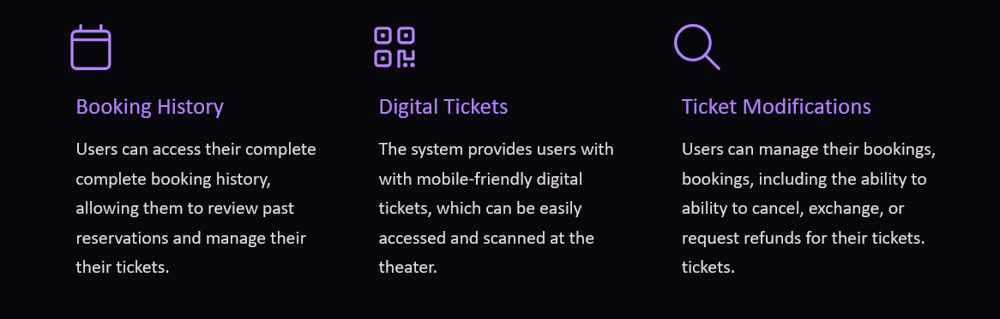 Booking History
Users can access their complete
complete booking history,
allowing them to review past
reservations and manage their
their tickets.
Digital Tickets
The system provides users with
with mobile-friendly digital
tickets, which can be easily
accessed and scanned at the
theater.
Ticket Modifications
Users can manage their bookings,
bookings, including the ability to
ability to cancel, exchange, or
request refunds for their tickets.
tickets.